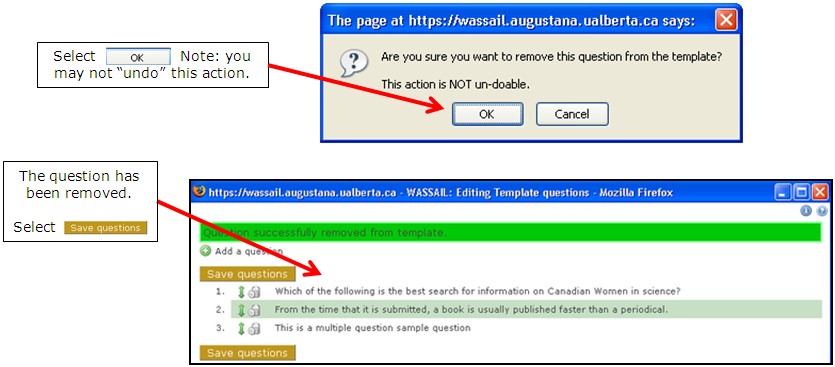 The page at https://wassail.augustana.ualberta.ca says:
Select OK Note: you
may not “undo” this action.
Are you sure you want to remove this question from the template?
This action is NOT un-doable.
OK Cancel
The question has
been removed.
Select Save questions
https://wassail.augustana.ualberta.ca - WASSAIL: Editing Template questions - Mozilla Firefox
Question successfully removed from template.
Add a question
Save questions
1. Which of the following is the best search for information on Canadian Women in science?
2. From the time that it is submitted, a book is usually published faster than a periodical.
3. This is a multiple question sample question
Save questions